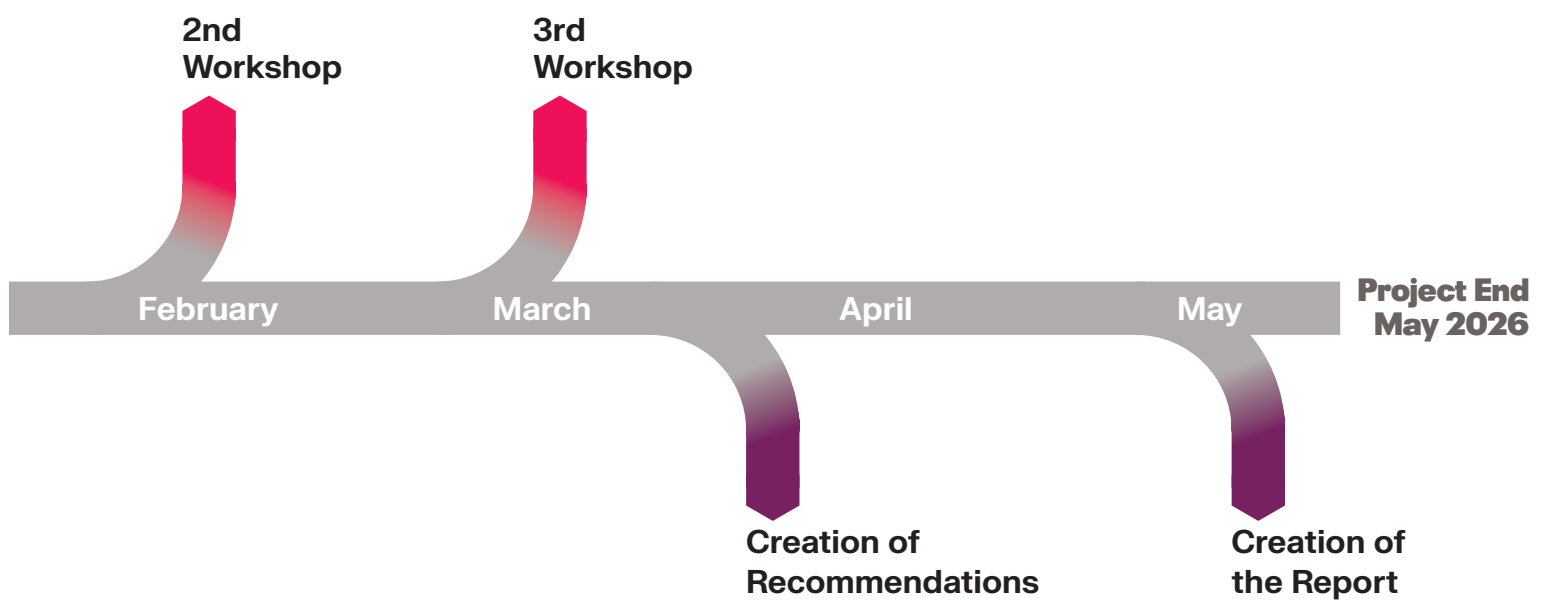 2nd
Workshop
3rd
Workshop
February
March
April
May
Project End
May 2026
Creation of
Recommendations
Creation of
the Report